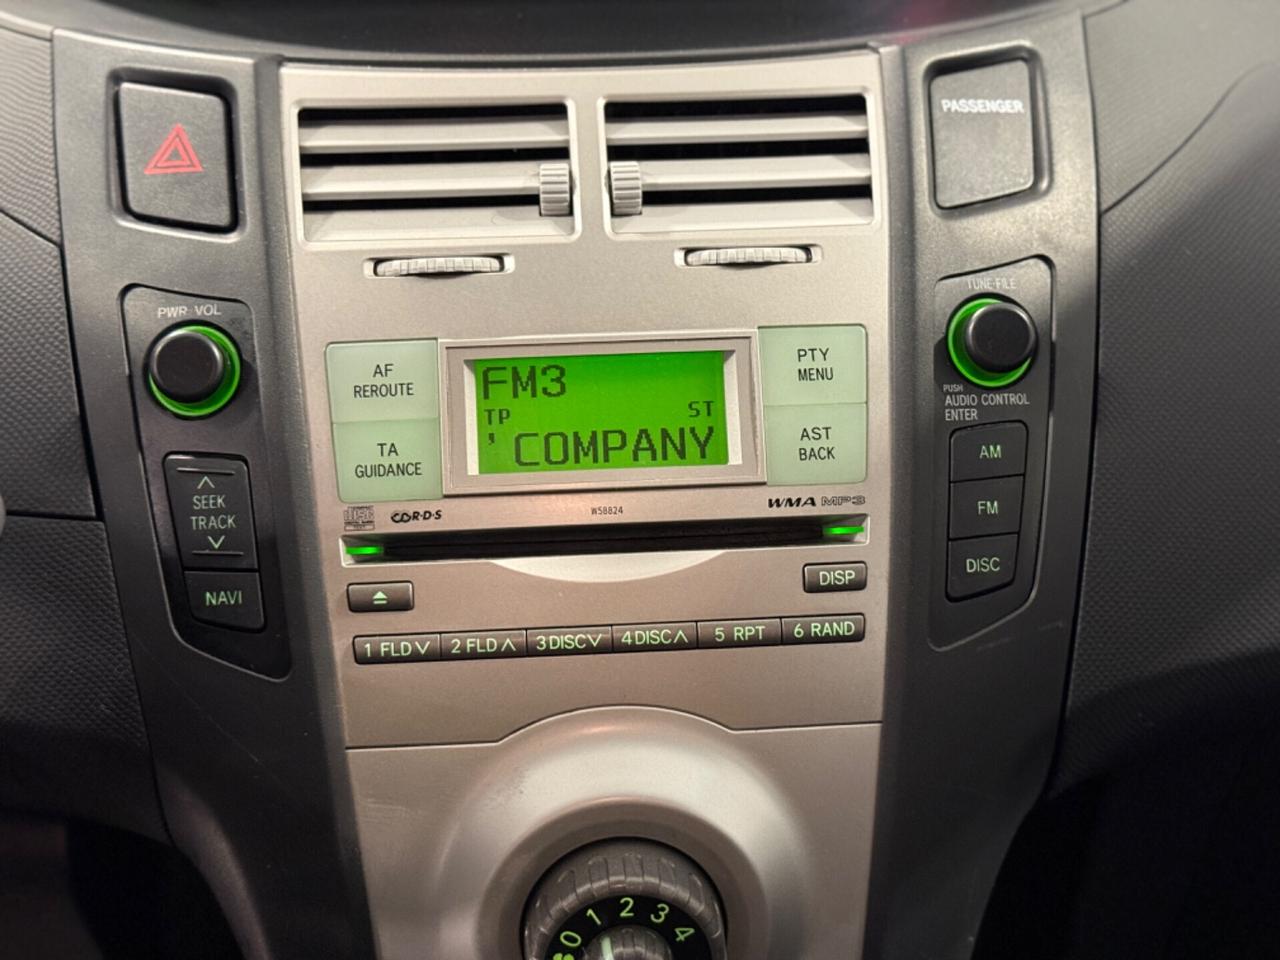 PASSENGER
PWR·VOL
TUNE·FILE
AF
REROUTE
TA
GUIDANCE
FM3
TP ST
' COMPANY
PTY
MENU
AST
BACK
PUSH
AUDIO CONTROL
ENTER
SEEK
TRACK
NAVI
AM
FM
DISC
disc
R·D·S
W58824
WMA MP3
DISP
1 FLD∨
2 FLD∧
3 DISC∨
4 DISC∧
5 RPT
6 RAND
0 1 2 3 4